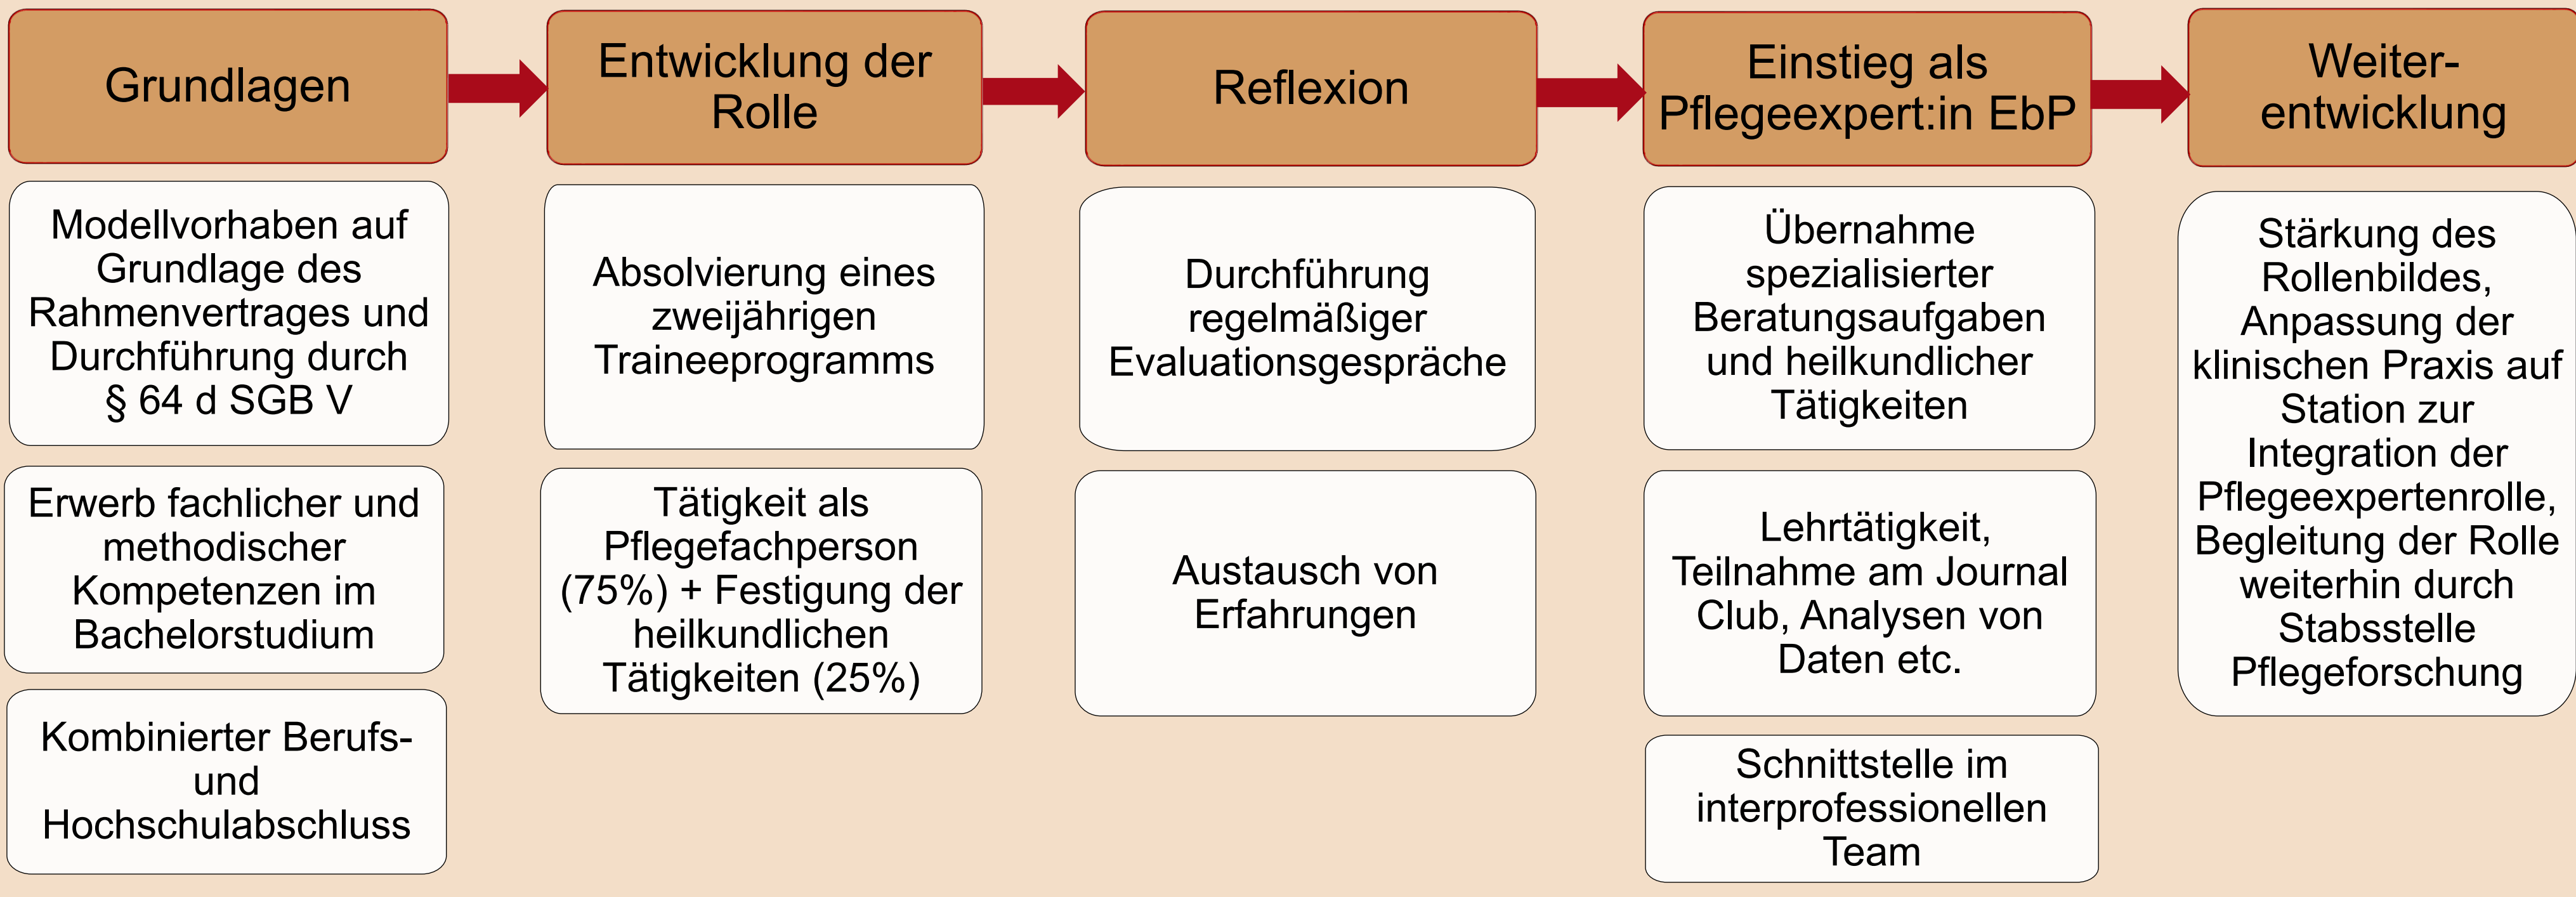 Grundlagen
Modellvorhaben auf
Grundlage des
Rahmenvertrages und
Durchführung durch
§ 64 d SGB V
Erwerb fachlicher und
methodischer
Kompetenzen im
Bachelorstudium
Kombinierter Berufs-
und
Hochschulabschluss
Entwicklung der
Rolle
Absolvierung eines
zweijährigen
Traineeprogramms
Tätigkeit als
Pflegefachperson
(75%) + Festigung der
heilkundlichen
Tätigkeiten (25%)
Reflexion
Durchführung
regelmäßiger
Evaluationsgespräche
Austausch von
Erfahrungen
Einstieg als
Pflegeexpert:in EbP
Übernahme
spezialisierter
Beratungsaufgaben
und heilkundlicher
Tätigkeiten
Lehrtätigkeit,
Teilnahme am Journal
Club, Analysen von
Daten etc.
Schnittstelle im
interprofessionellen
Team
Weiter-
entwicklung
Stärkung des
Rollenbildes,
Anpassung der
klinischen Praxis auf
Station zur
Integration der
Pflegeexpertenrolle,
Begleitung der Rolle
weiterhin durch
Stabsstelle
Pflegeforschung